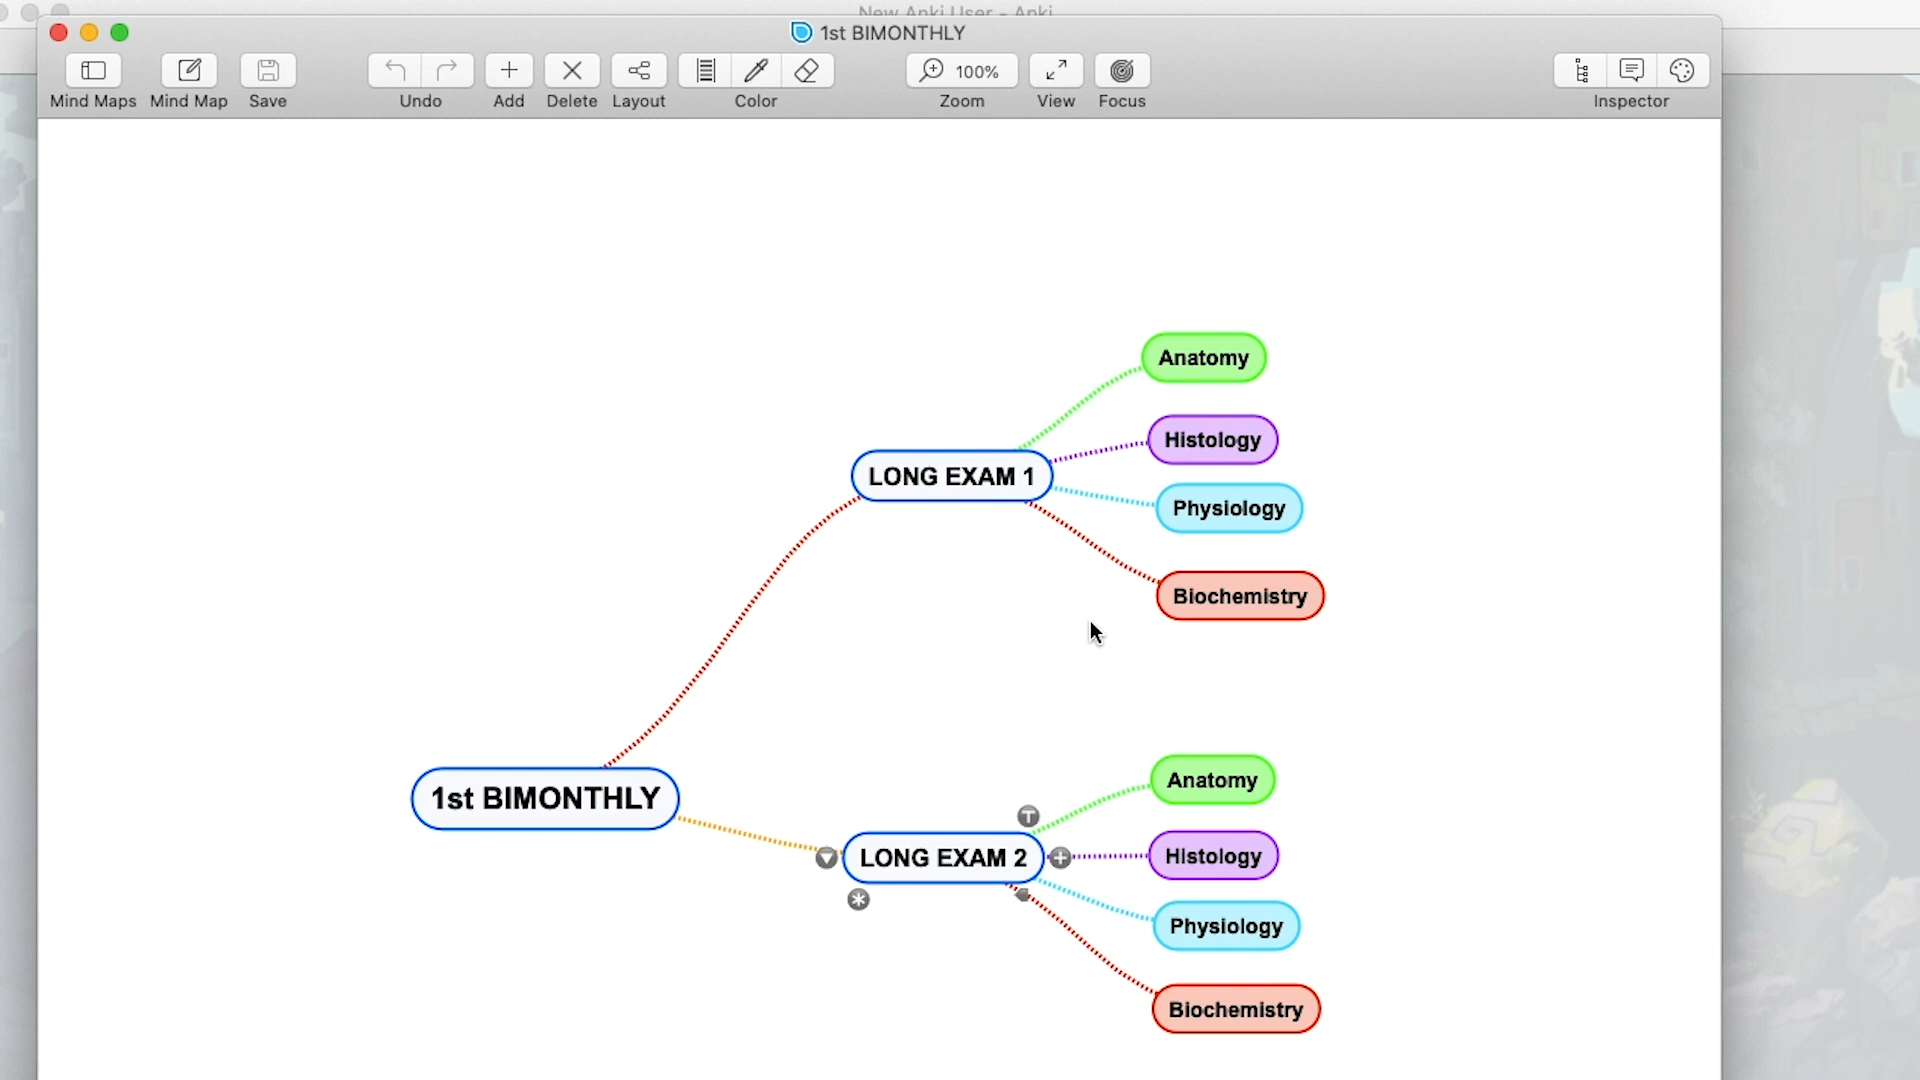 New Anki User - Anki
1st BIMONTHLY
100%
Mind Maps Mind Map Save Undo Add Delete Layout Color Zoom View Focus Inspector
Anatomy
Histology
LONG EXAM 1
Physiology
Biochemistry
1st BIMONTHLY
Anatomy
T
LONG EXAM 2
Histology
Physiology
Biochemistry